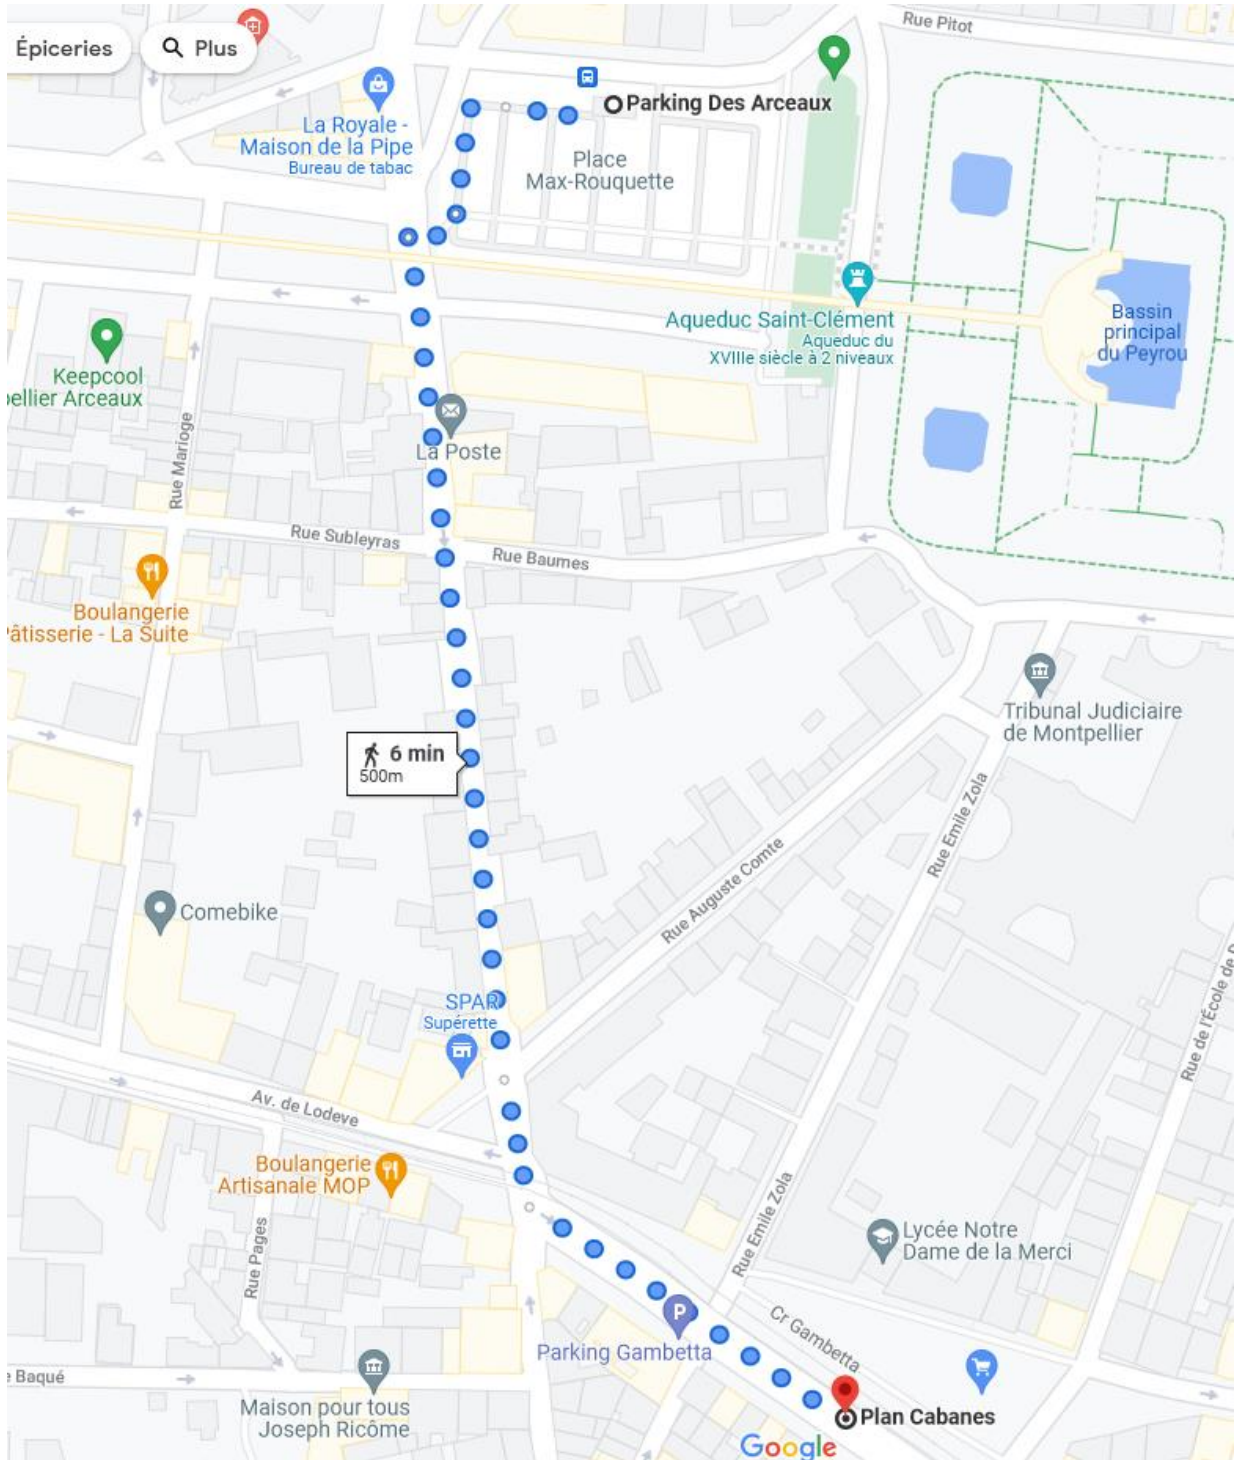 Épiceries
Plus
Rue Pitot
Parking Des Arceaux
La Royale -
Maison de la Pipe
Bureau de tabac
Place
Max-Rouquette
Aqueduc Saint-Clément
Aqueduc du
XVIIIe siècle à 2 niveaux
Bassin
principal
du Peyrou
Keepcool
pellier Arceaux
La Poste
Rue Marioge
Rue Subleyras
Rue Baumes
Boulangerie
Pâtisserie - La Suite
Tribunal Judiciaire
de Montpellier
6 min
500m
Rue Emile Zola
Rue Auguste Comte
Comebike
Rue de l'École de D
SPAR
Supérette
Av. de Lodeve
Boulangerie
Artisanale MOP
Rue Pages
Rue Emile Zola
Lycée Notre
Dame de la Merci
Cr Gambetta
P
Parking Gambetta
e Baqué
Maison pour tous
Joseph Ricôme
Plan Cabanes
Google